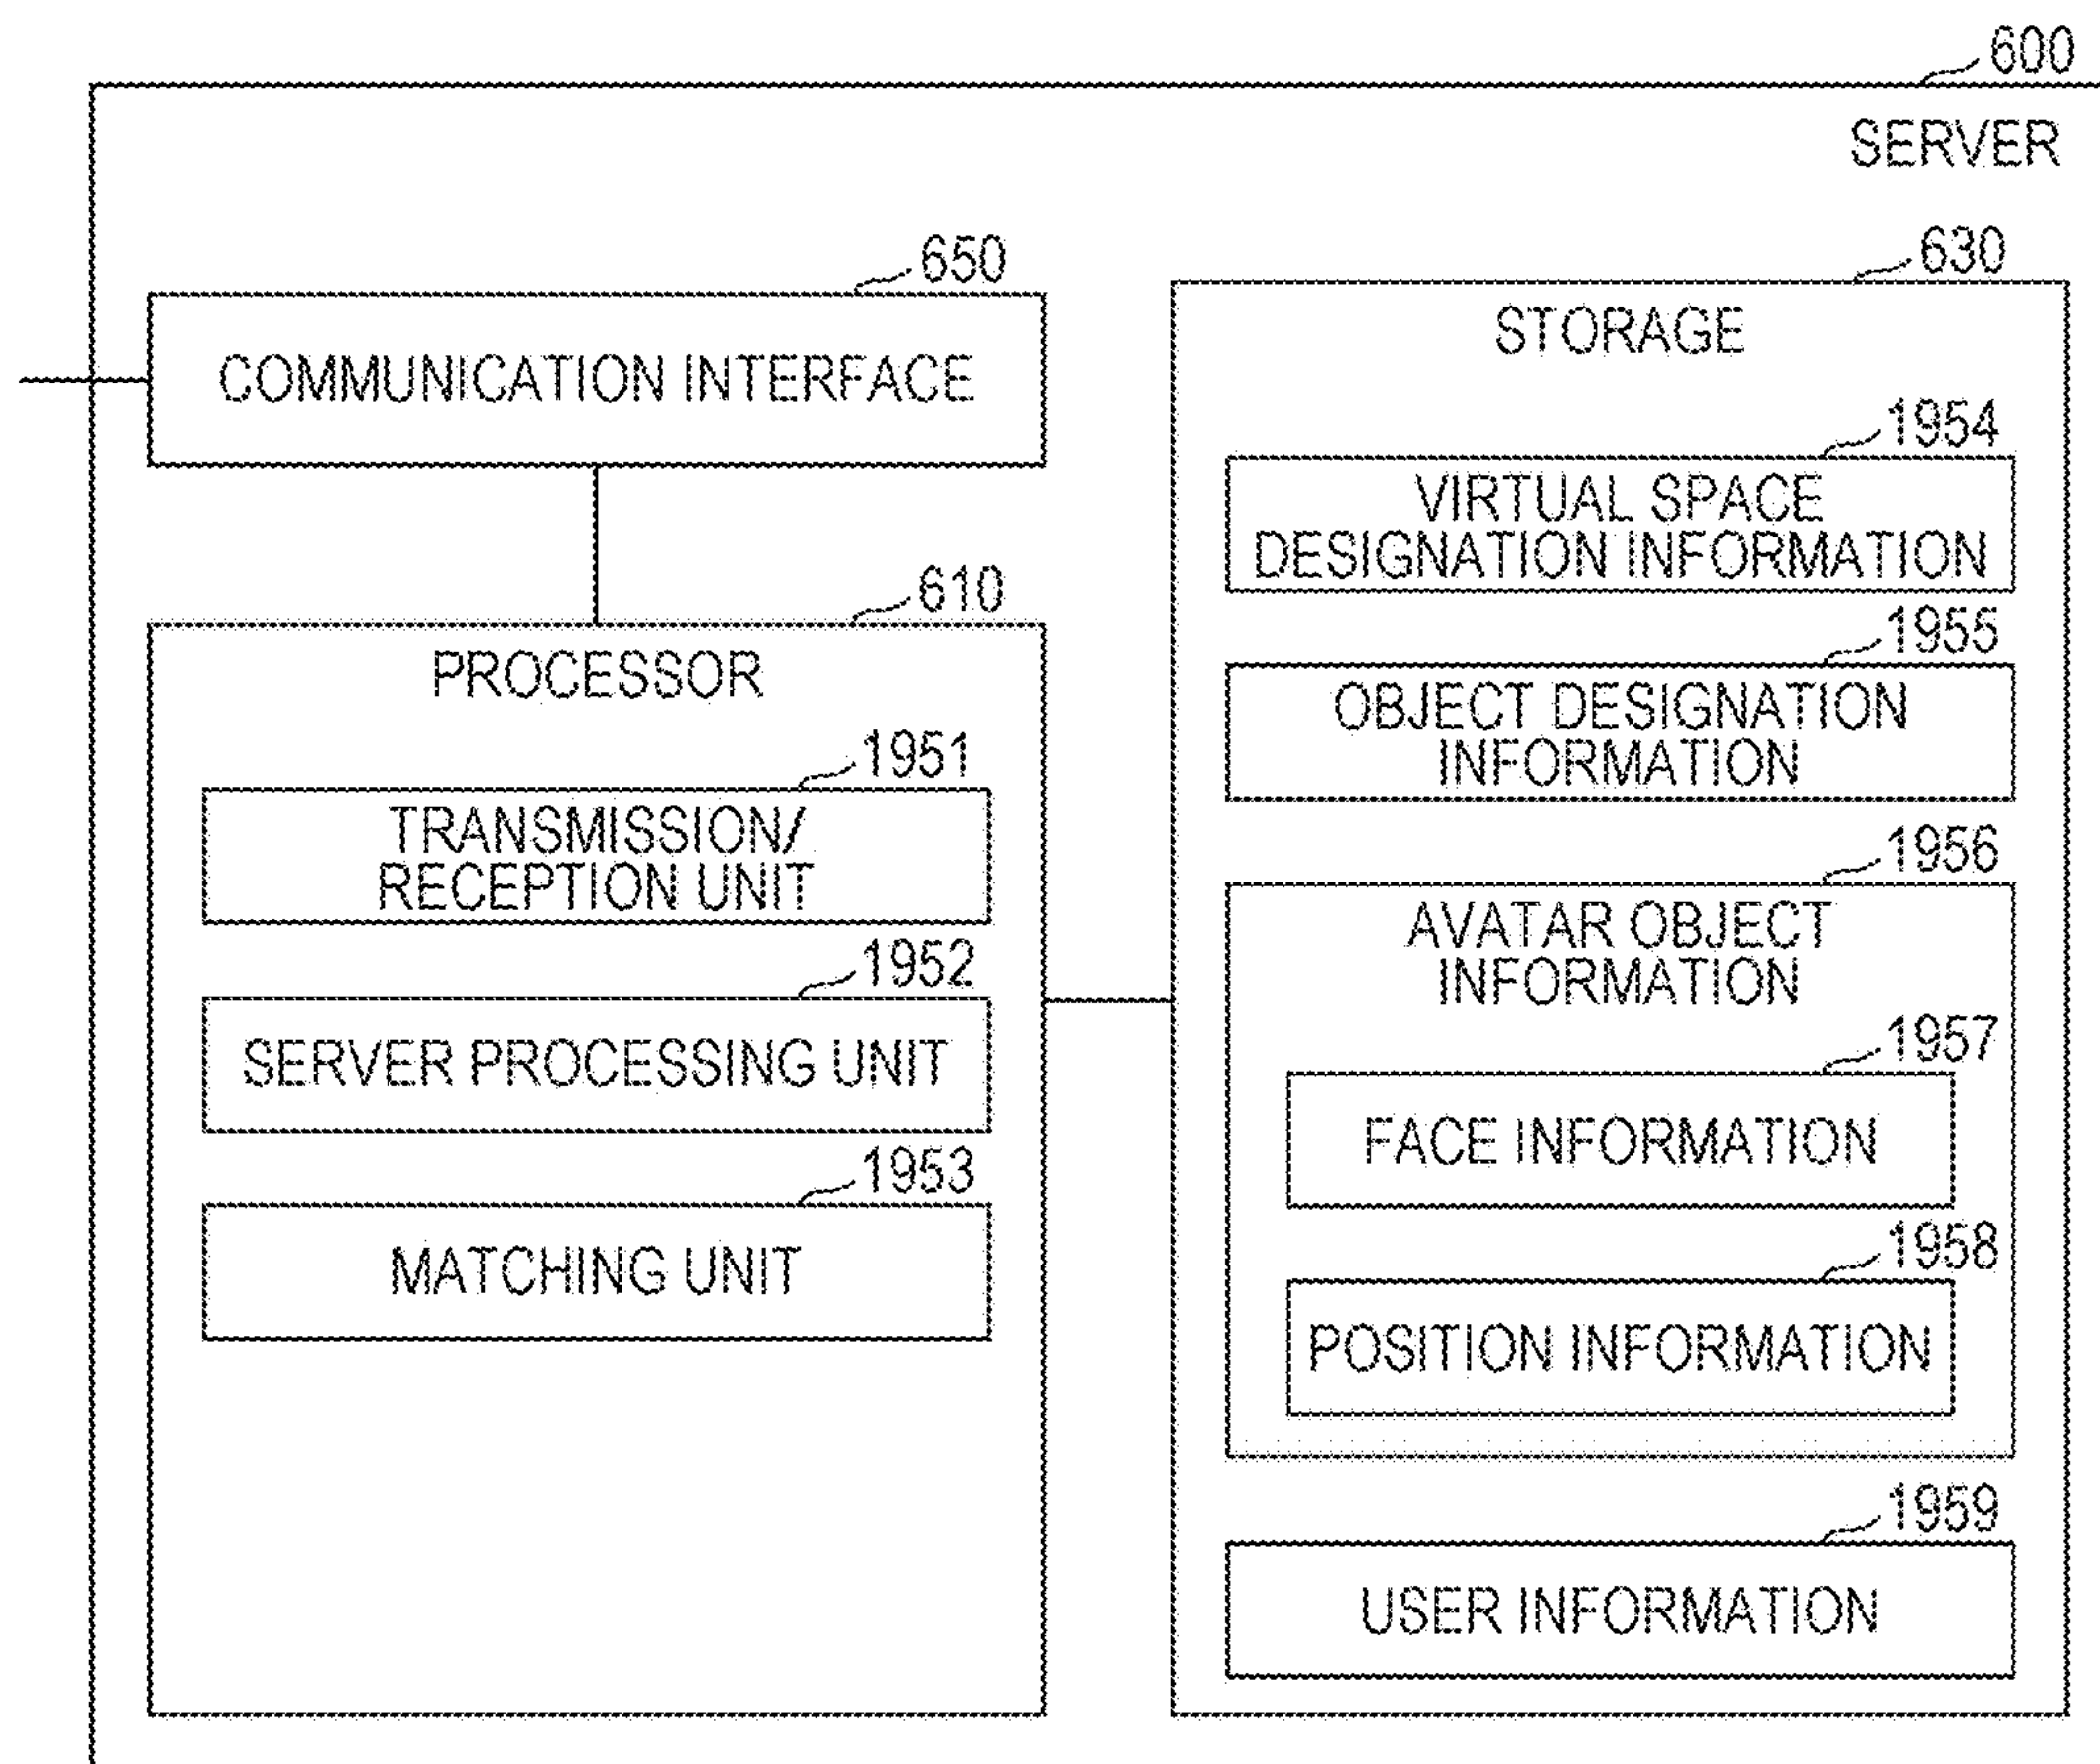 600
SERVER
650
COMMUNICATION INTERFACE
610
PROCESSOR
1951
TRANSMISSION/
RECEPTION UNIT
1952
SERVER PROCESSING UNIT
1953
MATCHING UNIT
630
STORAGE
1954
VIRTUAL SPACE
DESIGNATION INFORMATION
1955
OBJECT DESIGNATION
INFORMATION
1956
AVATAR OBJECT
INFORMATION
1957
FACE INFORMATION
1958
POSITION INFORMATION
1959
USER INFORMATION